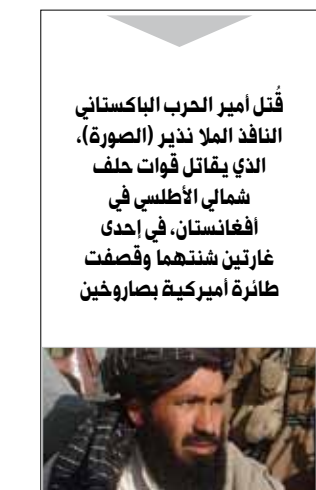 قُتل أمير الحرب الباكستاني
النافذ الملا نذير (الصورة)،
الذي يقاتل قوات حلف
شمالي الأطلسي في
أفغانستان، في إحدى
غارتين شنتهما وقصفت
طائرة أميركية بصاروخين